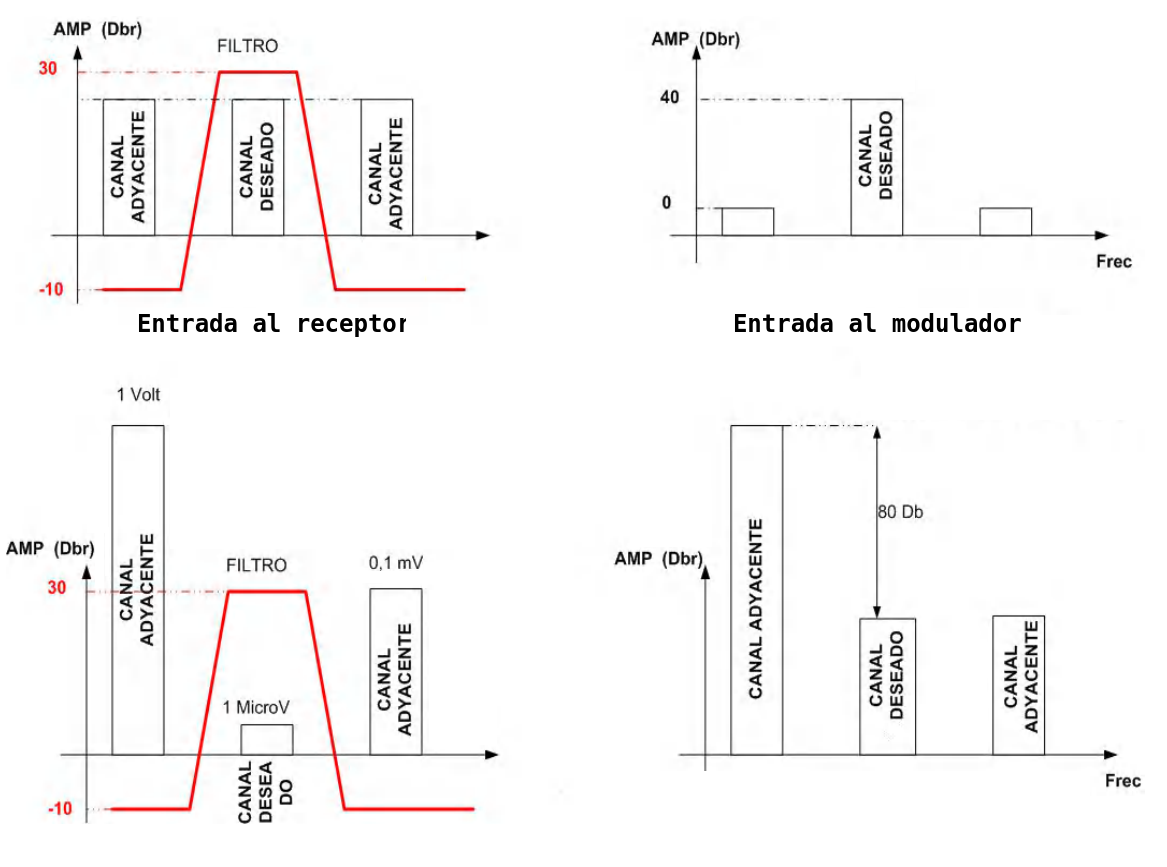 AMP (Dbr)
FILTRO
30
CANAL
ADYACENTE
CANAL
DESEADO
CANAL
ADYACENTE
-10
Entrada al receptor
AMP (Dbr)
40
CANAL
DESEADO
0
Frec
Entrada al modulador
1 Volt
AMP (Dbr)
CANAL
ADYACENTE
FILTRO
0,1 mV
30
CANAL
ADYACENTE
1 MicroV
CANAL
DESEA
DO
-10
80 Db
AMP (Dbr)
CANAL ADYACENTE
CANAL
DESEADO
CANAL
ADYACENTE
Frec